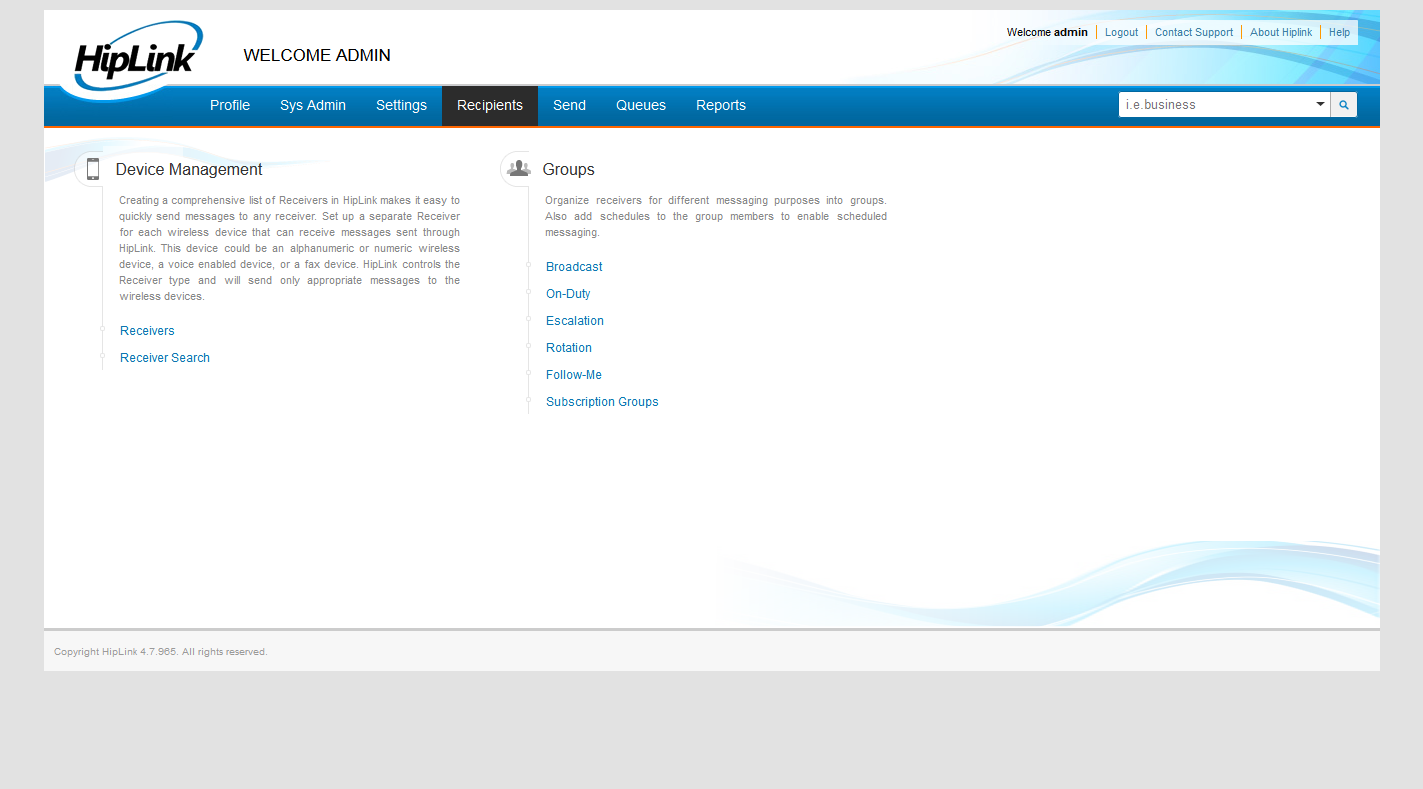 HipLink
WELCOME ADMIN
Welcome admin
Logout
Contact Support
About Hiplink
Help
Profile
Sys Admin
Settings
Recipients
Send
Queues
Reports
i.e.business
Device Management
Creating a comprehensive list of Receivers in HipLink makes it easy to
quickly send messages to any receiver. Set up a separate Receiver
for each wireless device that can receive messages sent through
HipLink. This device could be an alphanumeric or numeric wireless
device, a voice enabled device, or a fax device. HipLink controls the
Receiver type and will send only appropriate messages to the
wireless devices.
Receivers
Receiver Search
Groups
Organize receivers for different messaging purposes into groups.
Also add schedules to the group members to enable scheduled
messaging.
Broadcast
On-Duty
Escalation
Rotation
Follow-Me
Subscription Groups
Copyright HipLink 4.7.965. All rights reserved.